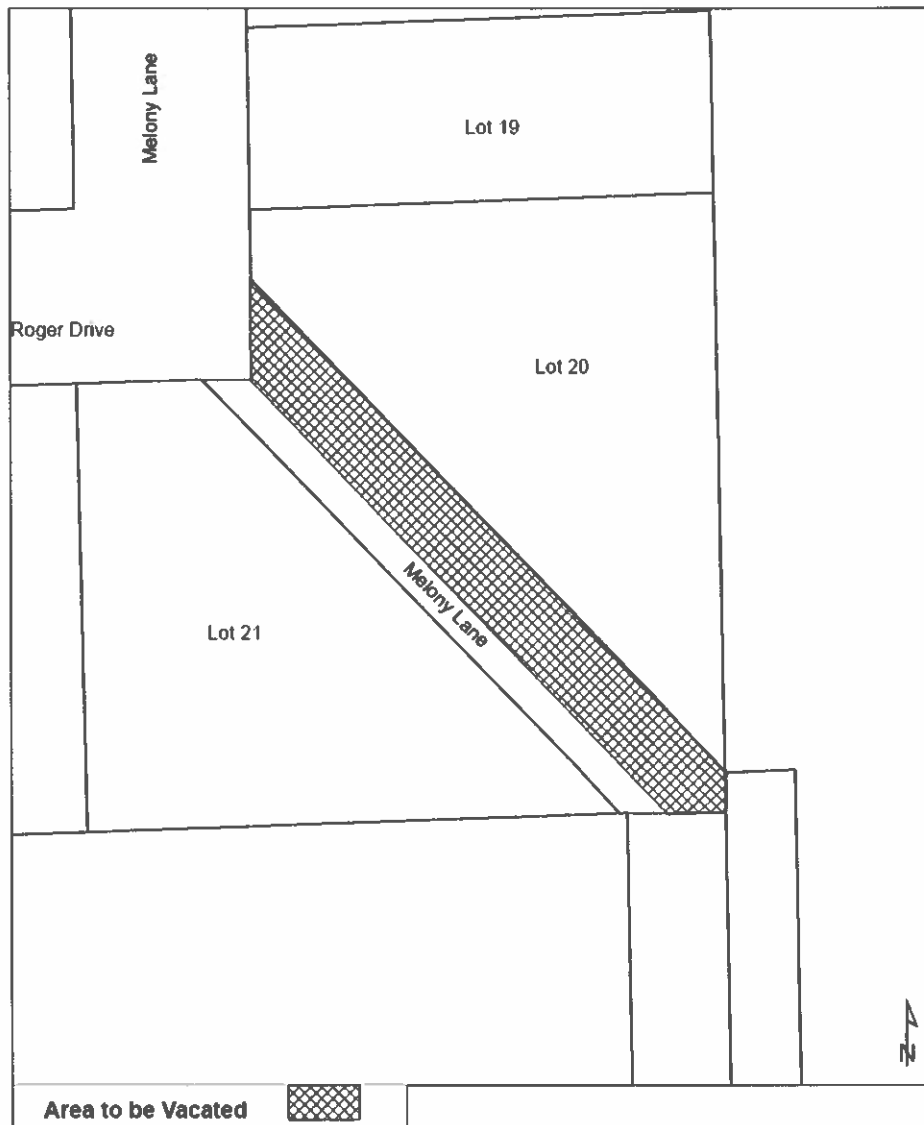 Melony Lane
Lot 19
Roger Drive
Lot 20
Melony Lane
Lot 21
N
Area to be Vacated